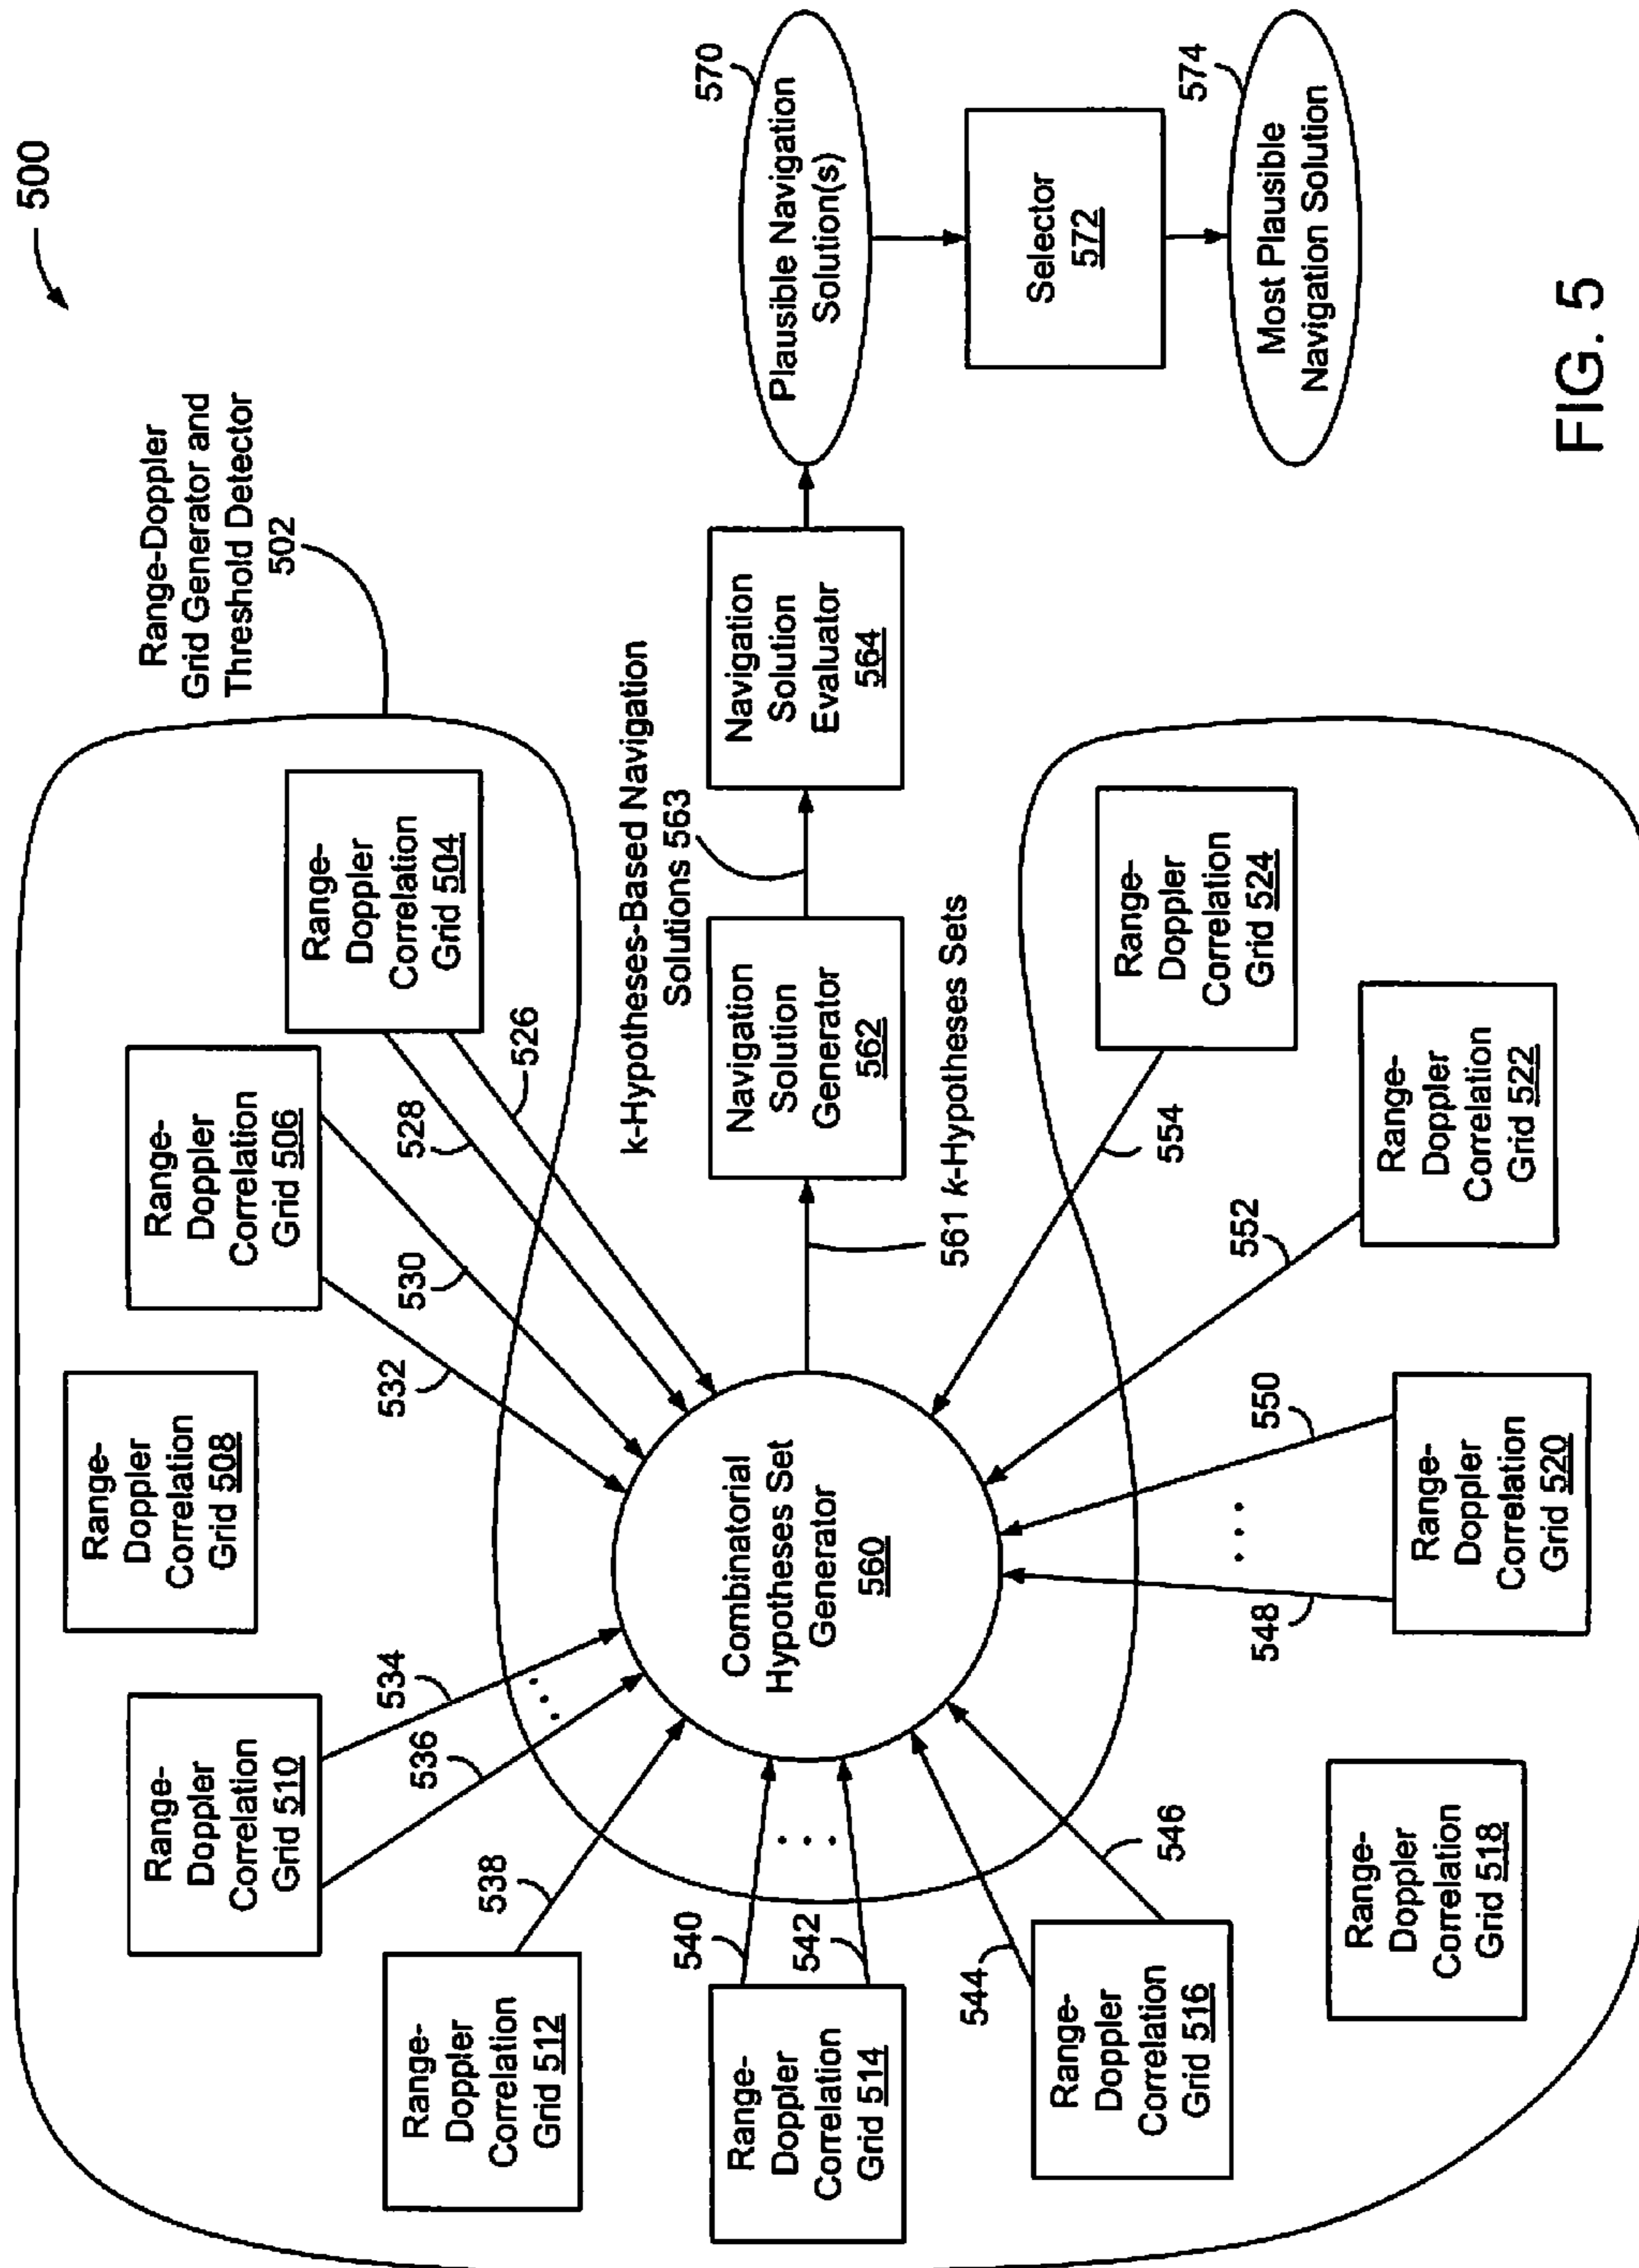 500
Range-Doppler
Grid Generator and
Threshold Detector
502
Range-
Doppler
Correlation
Grid 504
Range-
Doppler
Correlation
Grid 506
Range-
Doppler
Correlation
Grid 508
Range-
Doppler
Correlation
Grid 510
Range-
Doppler
Correlation
Grid 512
Range-
Doppler
Correlation
Grid 514
Range-
Doppler
Correlation
Grid 516
Range-
Doppler
Correlation
Grid 518
Range-
Doppler
Correlation
Grid 520
Range-
Doppler
Correlation
Grid 522
Range-
Doppler
Correlation
Grid 524
526
528
530
532
534
536
...
538
540
...
542
544
546
548
...
550
552
554
Combinatorial
Hypotheses Set
Generator
560
561 k-Hypotheses Sets
Navigation
Solution
Generator
562
k-Hypotheses-Based Navigation
Solutions 563
Navigation
Solution
Evaluator
564
Plausible Navigation
Solution(s)
570
Selector
572
Most Plausible
Navigation Solution
574
FIG. 5